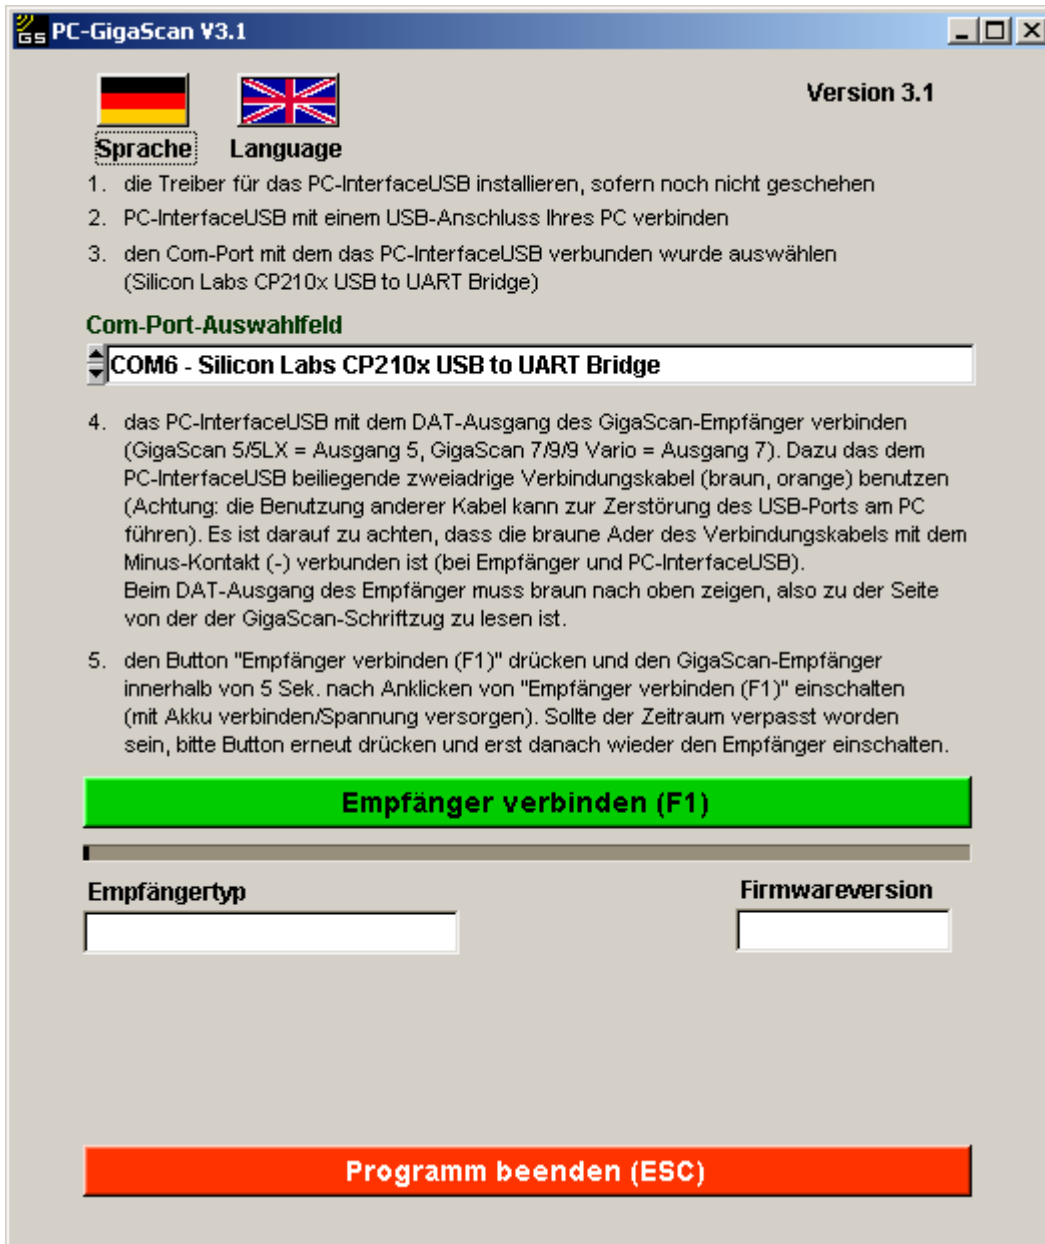 GS PC-GigaScan V3.1
Version 3.1
Sprache Language
1. die Treiber für das PC-InterfaceUSB installieren, sofern noch nicht geschehen
2. PC-InterfaceUSB mit einem USB-Anschluss Ihres PC verbinden
3. den Com-Port mit dem das PC-InterfaceUSB verbunden wurde auswählen
(Silicon Labs CP210x USB to UART Bridge)
Com-Port-Auswahlfeld
COM6 - Silicon Labs CP210x USB to UART Bridge
4. das PC-InterfaceUSB mit dem DAT-Ausgang des GigaScan-Empfänger verbinden
(GigaScan 5/5LX = Ausgang 5, GigaScan 7/9/9 Vario = Ausgang 7). Dazu das dem
PC-InterfaceUSB beiliegende zweiadrige Verbindungskabel (braun, orange) benutzen
(Achtung: die Benutzung anderer Kabel kann zur Zerstörung des USB-Ports am PC
führen). Es ist darauf zu achten, dass die braune Ader des Verbindungskabels mit dem
Minus-Kontakt (-) verbunden ist (bei Empfänger und PC-InterfaceUSB).
Beim DAT-Ausgang des Empfänger muss braun nach oben zeigen, also zu der Seite
von der der GigaScan-Schriftzug zu lesen ist.
5. den Button "Empfänger verbinden (F1)" drücken und den GigaScan-Empfänger
innerhalb von 5 Sek. nach Anklicken von "Empfänger verbinden (F1)" einschalten
(mit Akku verbinden/Spannung versorgen). Sollte der Zeitraum verpasst worden
sein, bitte Button erneut drücken und erst danach wieder den Empfänger einschalten.
Empfänger verbinden (F1)
Empfängertyp Firmwareversion
Programm beenden (ESC)